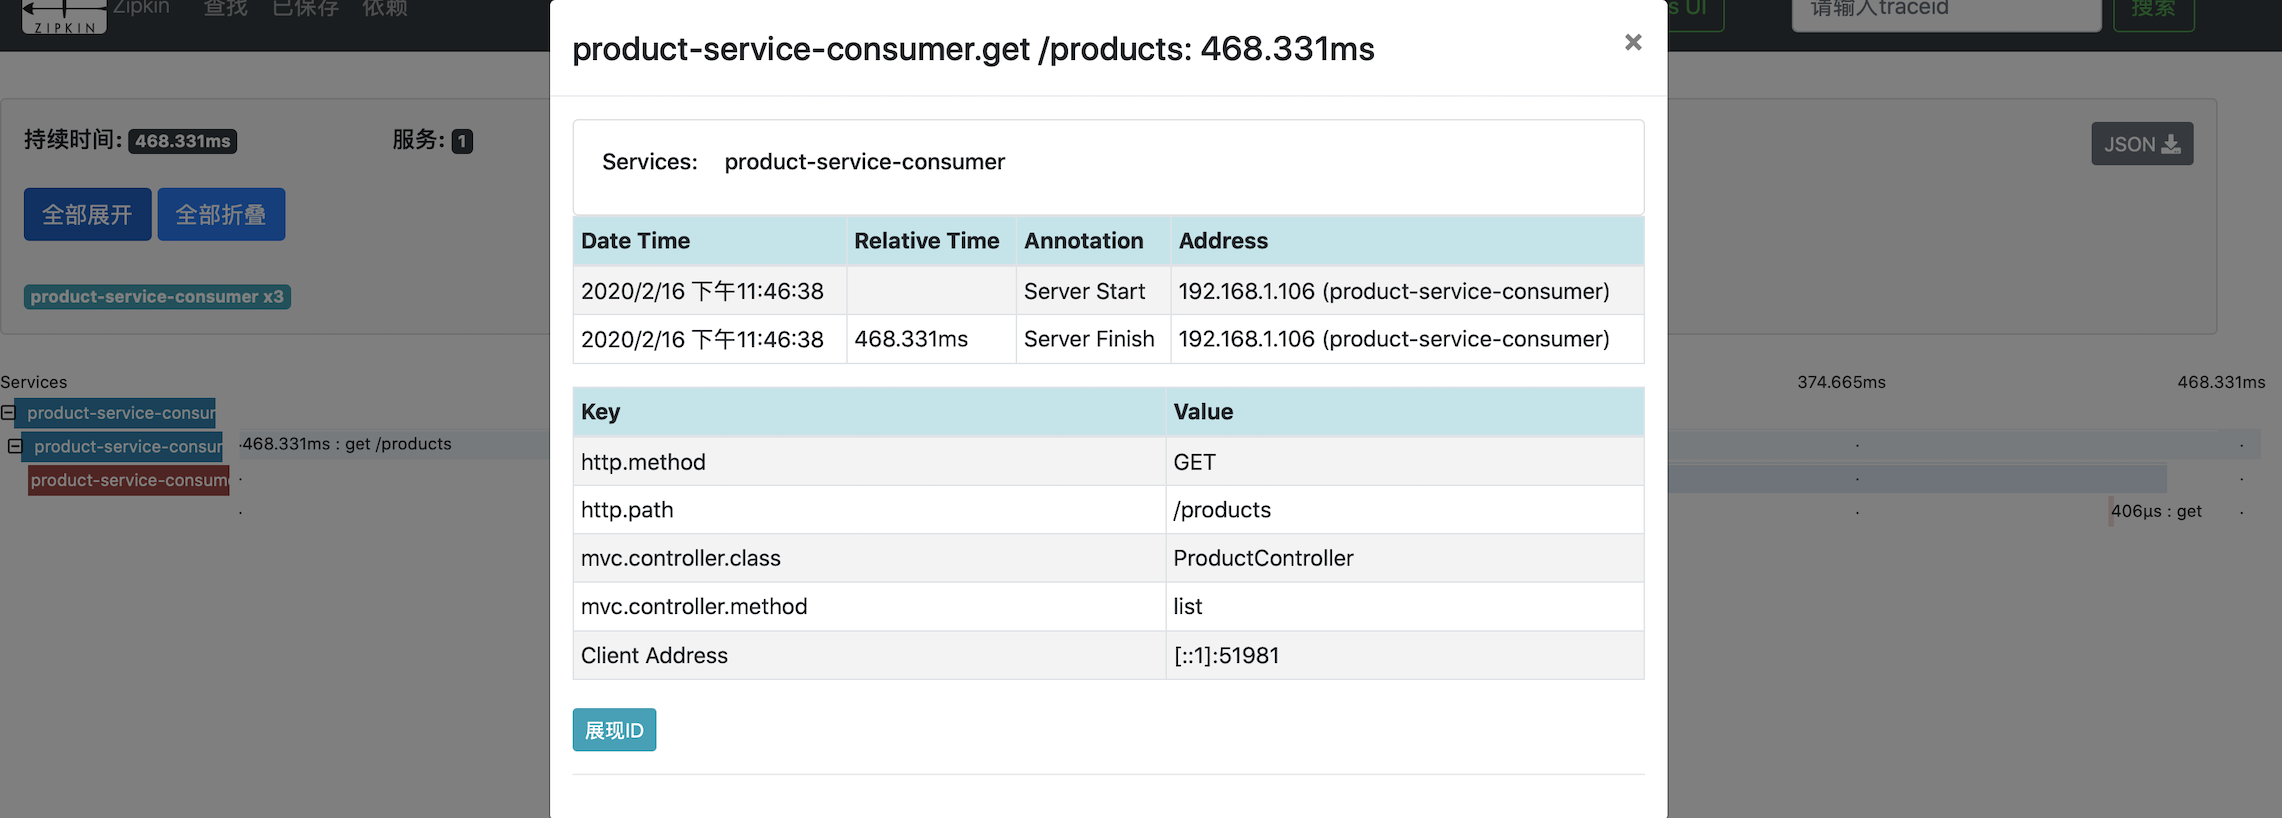 ZIPKIN
Zipkin 查找 已保存 依赖
s UI
请输入traceid
搜索
product-service-consumer.get /products: 468.331ms
×
持续时间: 468.331ms
服务: 1
JSON
全部展开 全部折叠
product-service-consumer x3
Services: product-service-consumer
Date Time Relative Time Annotation Address
2020/2/16 下午11:46:38 Server Start 192.168.1.106 (product-service-consumer)
2020/2/16 下午11:46:38 468.331ms Server Finish 192.168.1.106 (product-service-consumer)
Key Value
http.method GET
http.path /products
mvc.controller.class ProductController
mvc.controller.method list
Client Address [::1]:51981
展现ID
Services
374.665ms 468.331ms
product-service-consur
product-service-consur
468.331ms : get /products
product-service-consum
406μs : get